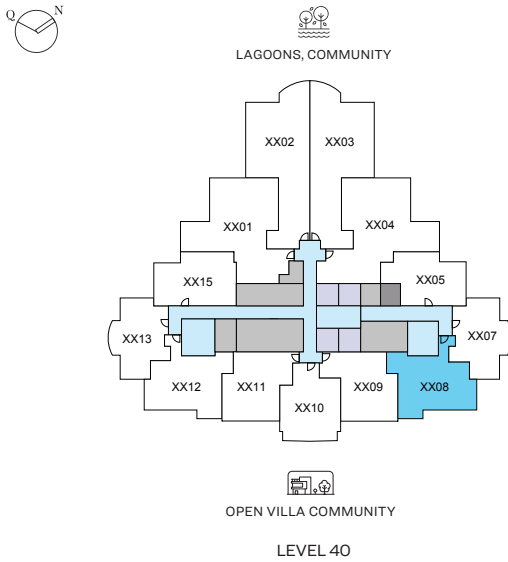 Q N
LAGOONS, COMMUNITY
XX02 XX03
XX01 XX04
XX15 XX05
XX13 XX07
XX12 XX11 XX09 XX08
XX10
OPEN VILLA COMMUNITY
LEVEL 40